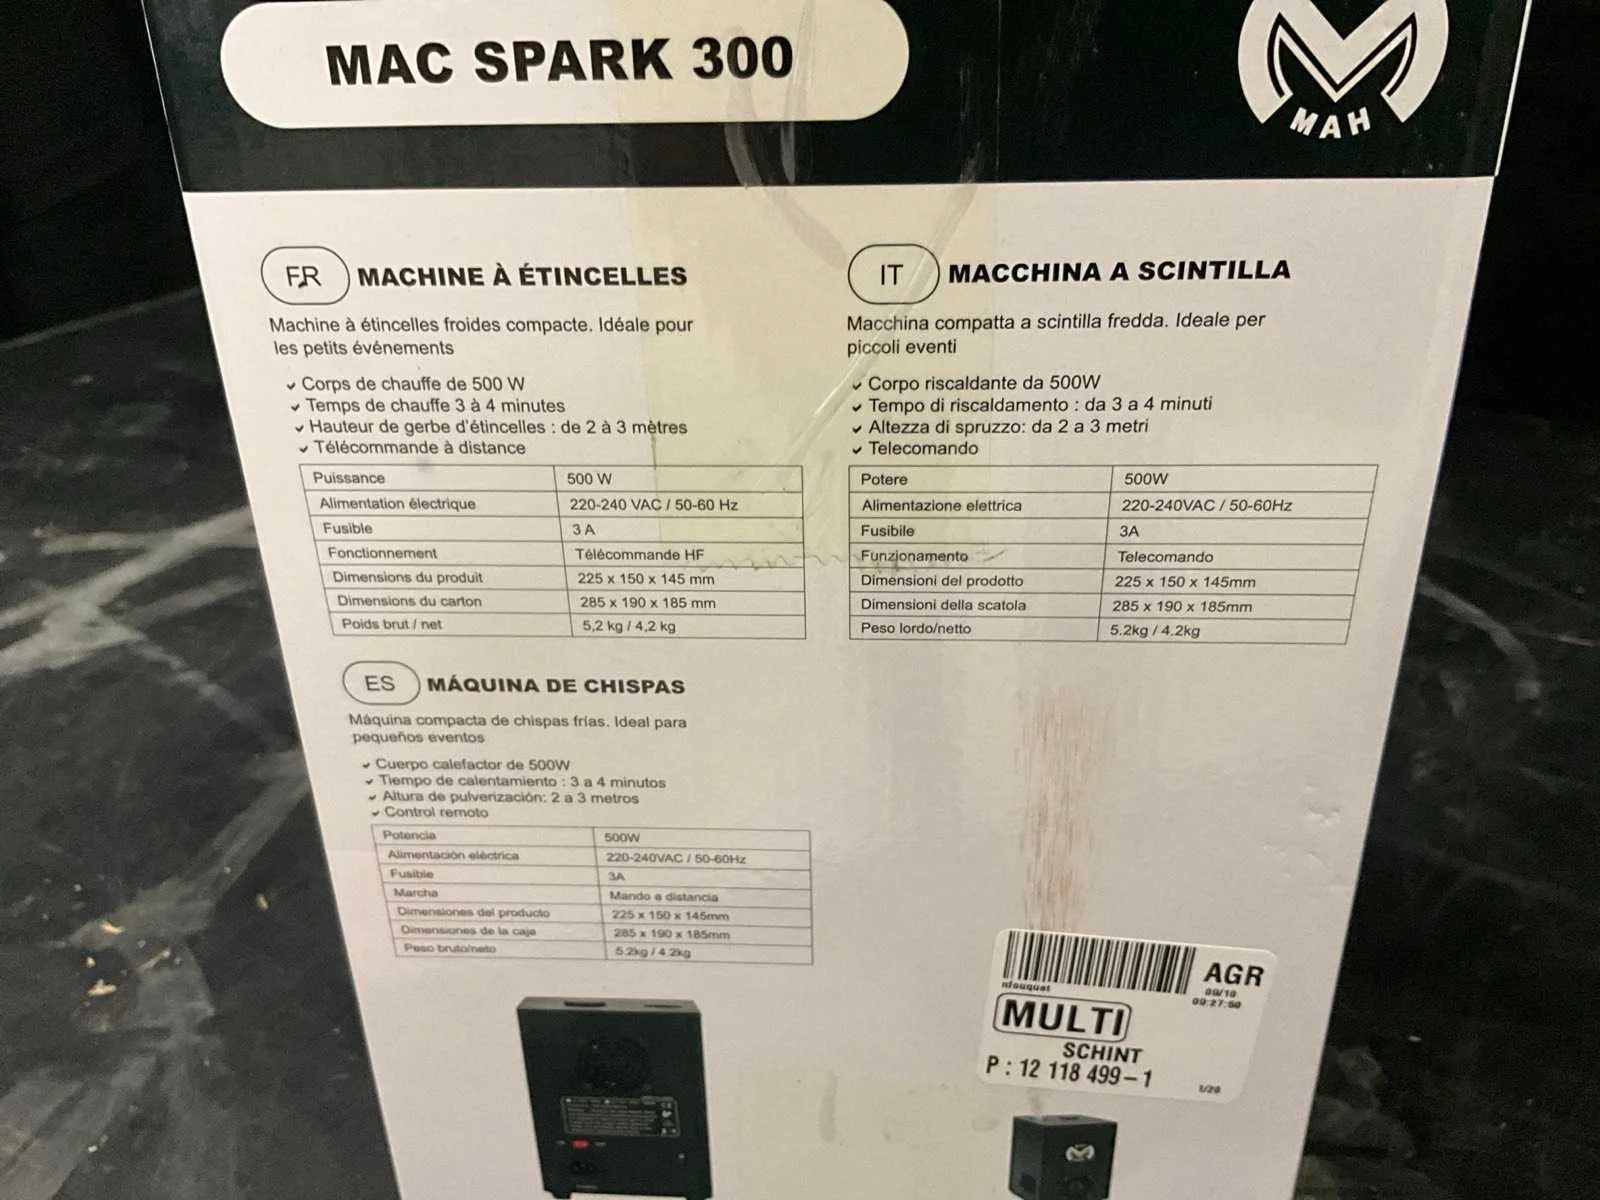 MAC SPARK 300
MAH
FR MACHINE À ÉTINCELLES
Machine à étincelles froides compacte. Idéale pour
les petits événements
Corps de chauffe de 500 W
Temps de chauffe 3 à 4 minutes
Hauteur de gerbe d'étincelles : de 2 à 3 mètres
Télécommande à distance
Puissance 500 W
Alimentation électrique 220-240 VAC / 50-60 Hz
Fusible 3 A
Fonctionnement Télécommande HF
Dimensions du produit 225 x 150 x 145 mm
Dimensions du carton 285 x 190 x 185 mm
Poids brut / net 5,2 kg / 4,2 kg
IT MACCHINA A SCINTILLA
Macchina compatta a scintilla fredda. Ideale per
piccoli eventi
Corpo riscaldante da 500W
Tempo di riscaldamento : da 3 a 4 minuti
Altezza di spruzzo: da 2 a 3 metri
Telecomando
Potere 500W
Alimentazione elettrica 220-240VAC / 50-60Hz
Fusibile 3A
Funzionamento Telecomando
Dimensioni del prodotto 225 x 150 x 145mm
Dimensioni della scatola 285 x 190 x 185mm
Peso lordo/netto 5.2kg / 4.2kg
ES MÁQUINA DE CHISPAS
Máquina compacta de chispas frías. Ideal para
pequeños eventos
Cuerpo calefactor de 500W
Tiempo de calentamiento : 3 a 4 minutos
Altura de pulverización: 2 a 3 metros
Control remoto
Potencia 500W
Alimentación eléctrica 220-240VAC / 50-60Hz
Fusible 3A
Marcha Mando a distancia
Dimensiones del producto 225 x 150 x 145mm
Dimensiones de la caja 285 x 190 x 185mm
Peso bruto/neto 5.2kg / 4.2kg
nfouquet
AGR
09/10
09:27:50
MULTI
SCHINT
P : 12 118 499-1
1/20